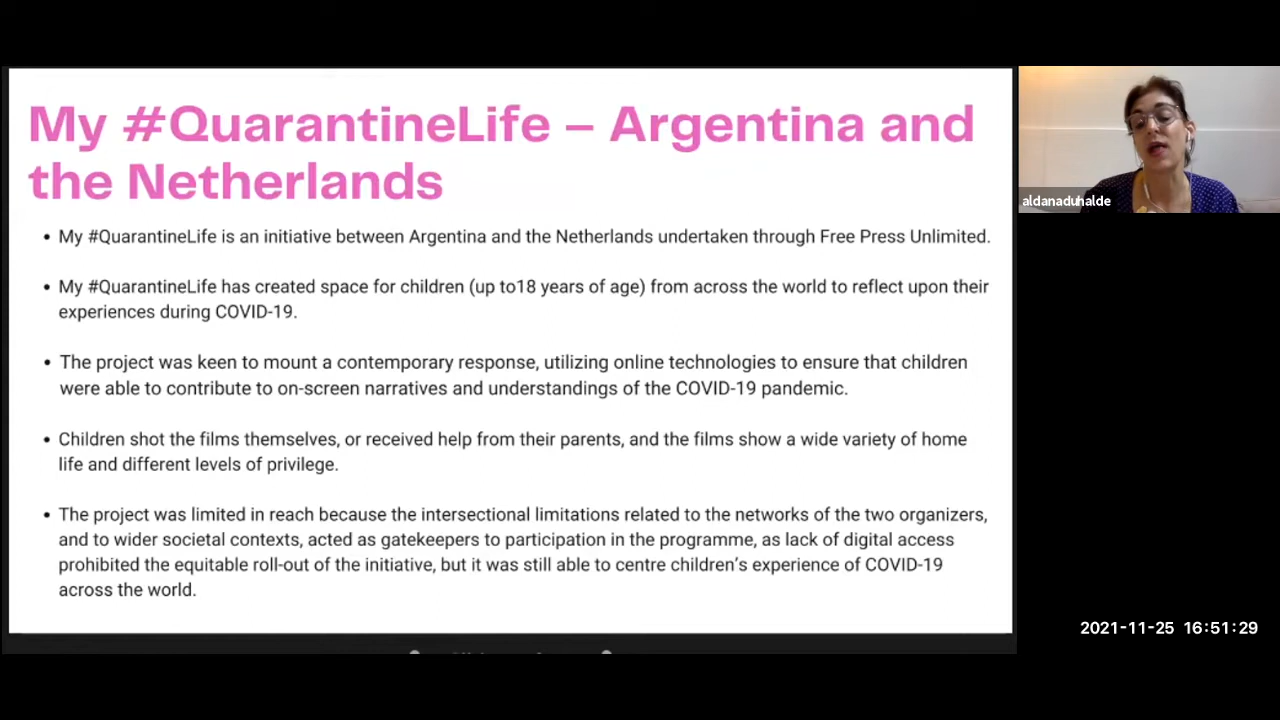 My #QuarantineLife – Argentina and
the Netherlands
• My #QuarantineLife is an initiative between Argentina and the Netherlands undertaken through Free Press Unlimited.
• My #QuarantineLife has created space for children (up to18 years of age) from across the world to reflect upon their
experiences during COVID-19.
• The project was keen to mount a contemporary response, utilizing online technologies to ensure that children
were able to contribute to on-screen narratives and understandings of the COVID-19 pandemic.
• Children shot the films themselves, or received help from their parents, and the films show a wide variety of home
life and different levels of privilege.
• The project was limited in reach because the intersectional limitations related to the networks of the two organizers,
and to wider societal contexts, acted as gatekeepers to participation in the programme, as lack of digital access
prohibited the equitable roll-out of the initiative, but it was still able to centre children’s experience of COVID-19
across the world.
aldanaduhalde
2021-11-25 16:51:29